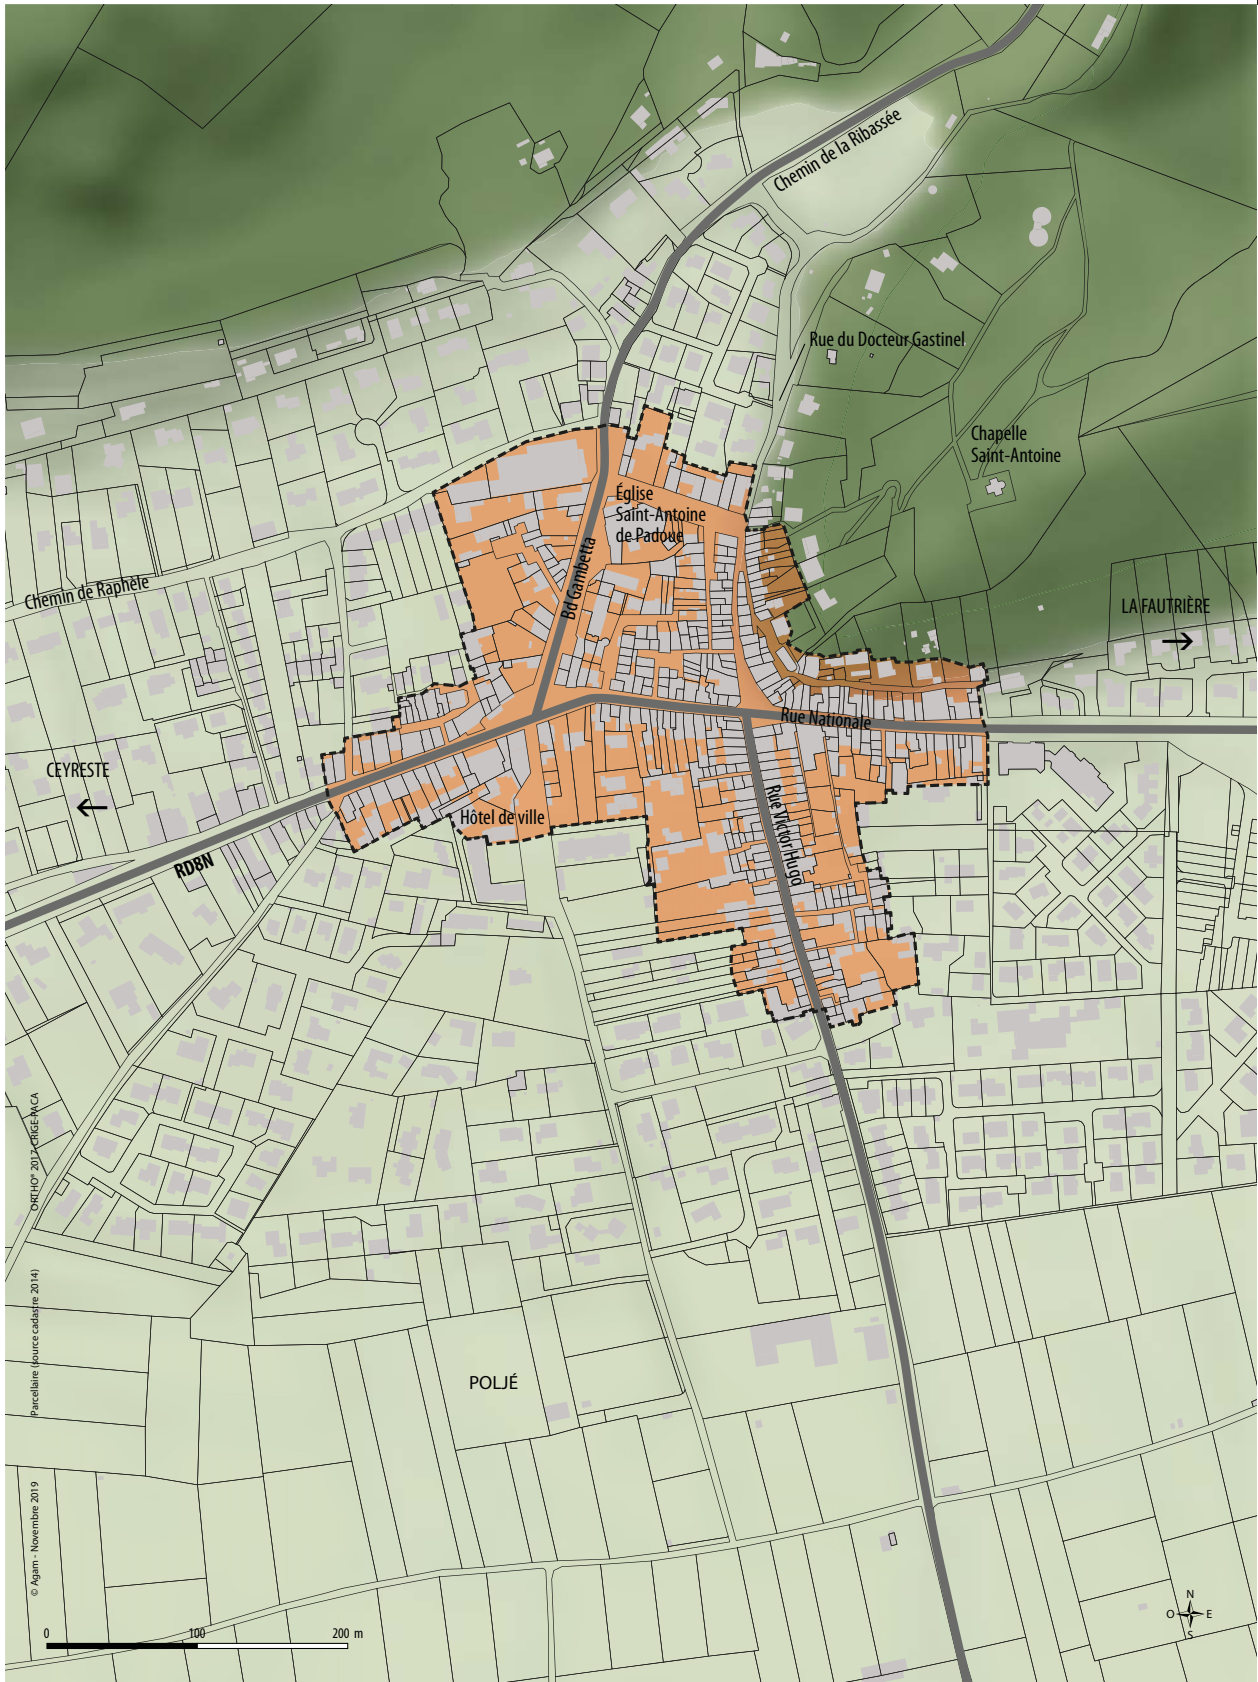 Chemin de la Ribassée
Rue du Docteur Gastinel
Chapelle
Saint-Antoine
Église
Saint-Antoine
de Padoue
Bd Gambetta
Chemin de Raphèle
LA FAUTRIÈRE
Rue Nationale
CEYRESTE
Hôtel de ville
Rue Victor Hugo
RD8N
ORTHO® 2017-CRIGE-PACA
Parcellaire (source cadastre 2014)
POLJÉ
© Agam - Novembre 2019
0 100 200 m
N
O E
S